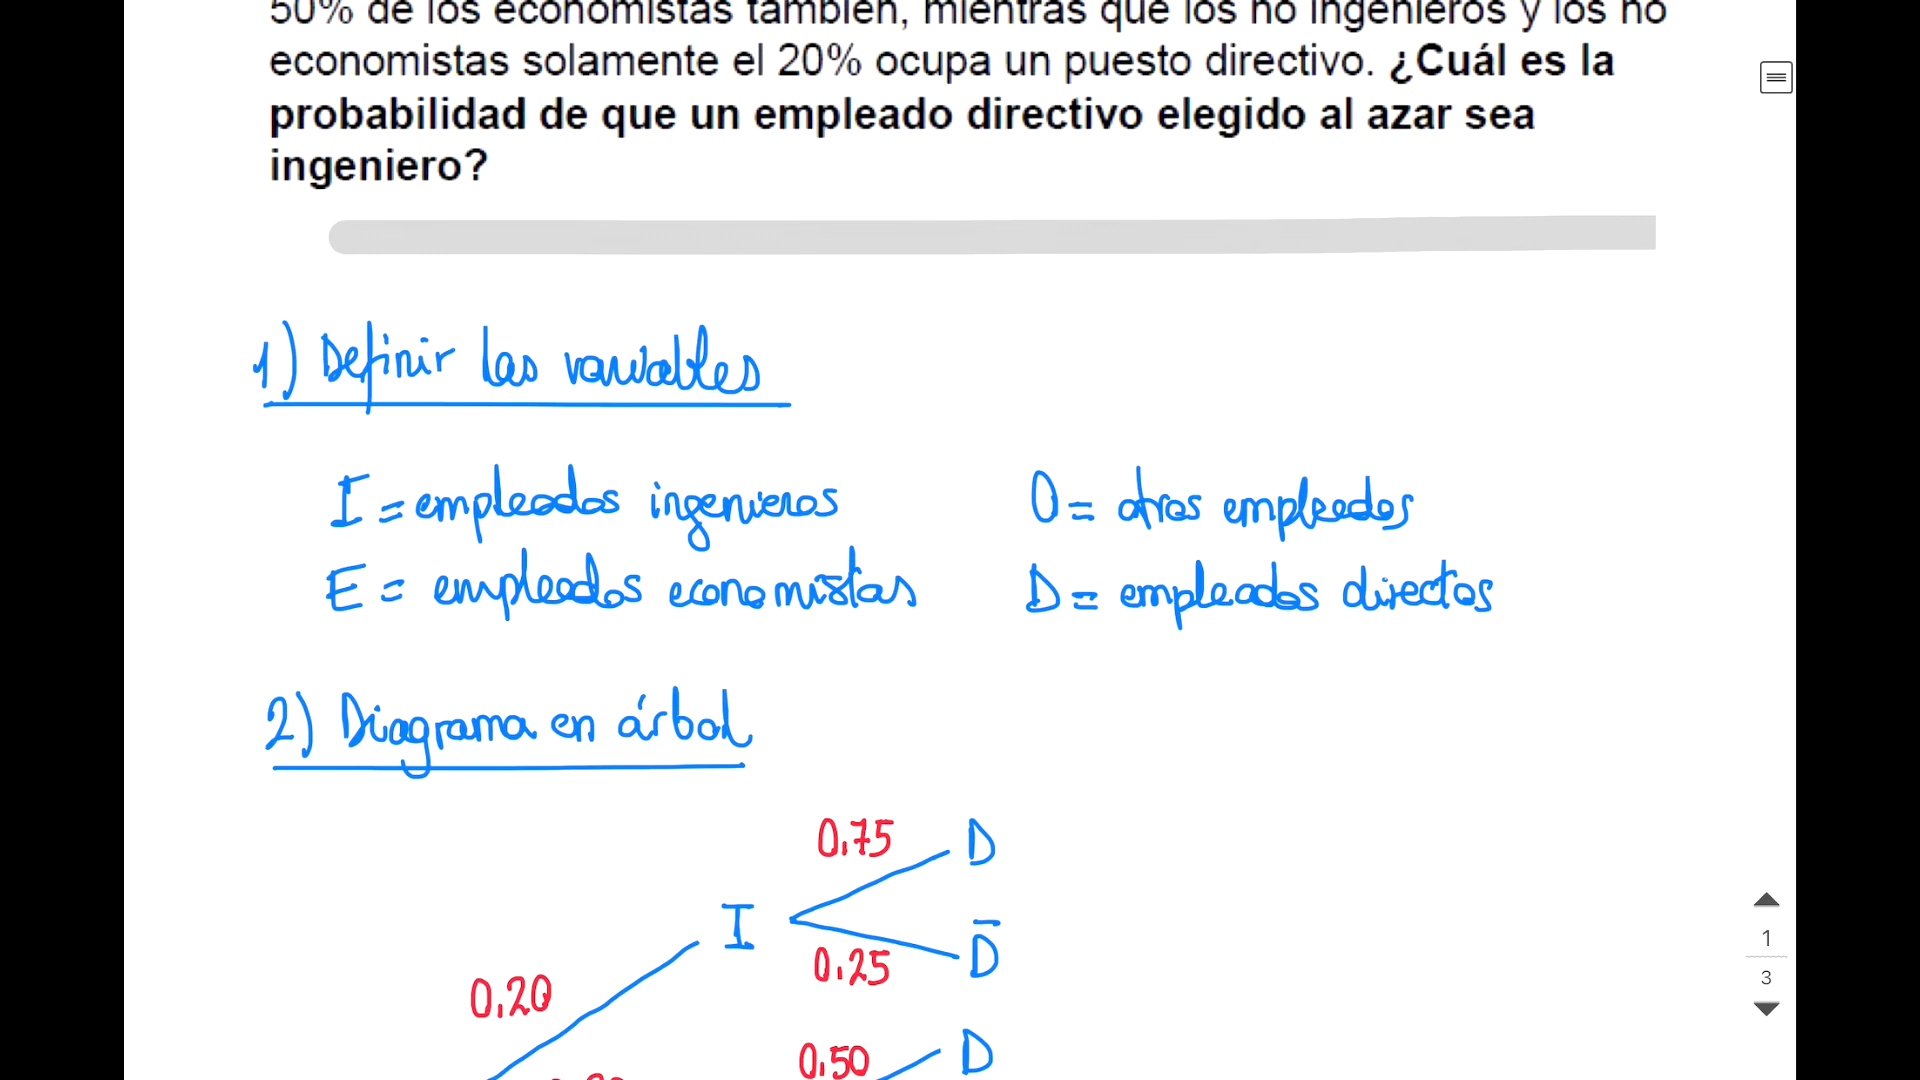 50% de los economistas también, mientras que los no ingenieros y los no
economistas solamente el 20% ocupa un puesto directivo. ¿Cuál es la
probabilidad de que un empleado directivo elegido al azar sea
ingeniero?
1) Definir las variables
I = empleados ingenieros
O = otros empleados
E = empleados economistas
D = empleados directos
2) Diagrama en árbol
0.75 D
I
0.25 D̄
0.20
0.50 D
1
3